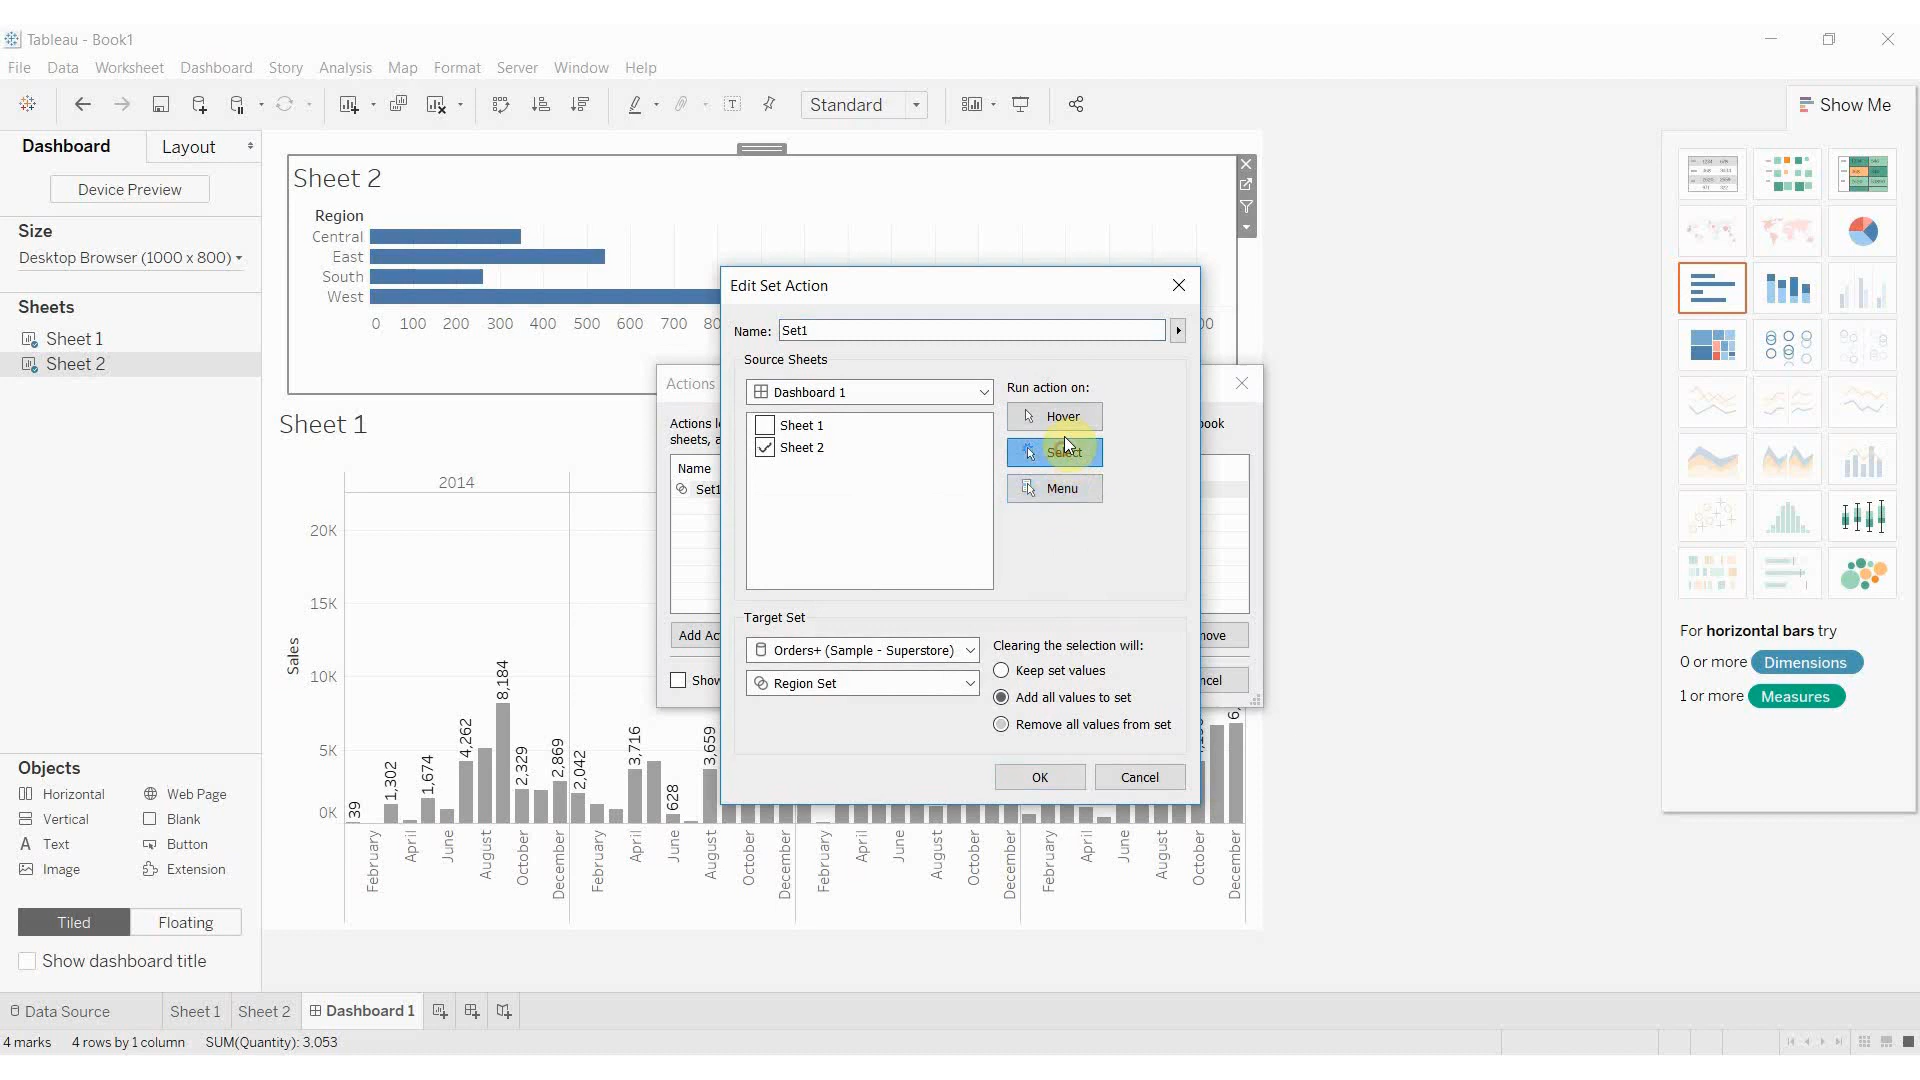 Tableau - Book1
File Data Worksheet Dashboard Story Analysis Map Format Server Window Help
Standard
Show Me
Dashboard Layout
Device Preview
Size
Desktop Browser (1000 x 800)
Sheets
Sheet 1
Sheet 2
Objects
Horizontal Web Page
Vertical Blank
Text Button
Image Extension
Tiled Floating
Show dashboard title
Sheet 2
Region
Central
East
South
West
0 100 200 300 400 500 600 700
Sheet 1
2014
20K
15K
10K
5K
0K
Sales
39 1,302 1,674 4,262 8,184 2,329 2,869 2,042 3,716 628 3,659
February April June August October December February April June August October December February April June August October December February April June August October December
Actions
Name
Set1
Edit Set Action
Name: Set1
Source Sheets
Dashboard 1
Sheet 1
Sheet 2
Run action on:
Hover
Select
Menu
Target Set
Orders+ (Sample - Superstore)
Region Set
Clearing the selection will:
Keep set values
Add all values to set
Remove all values from set
OK Cancel
For horizontal bars try
0 or more Dimensions
1 or more Measures
Data Source Sheet 1 Sheet 2 Dashboard 1
4 marks 4 rows by 1 column SUM(Quantity): 3,053